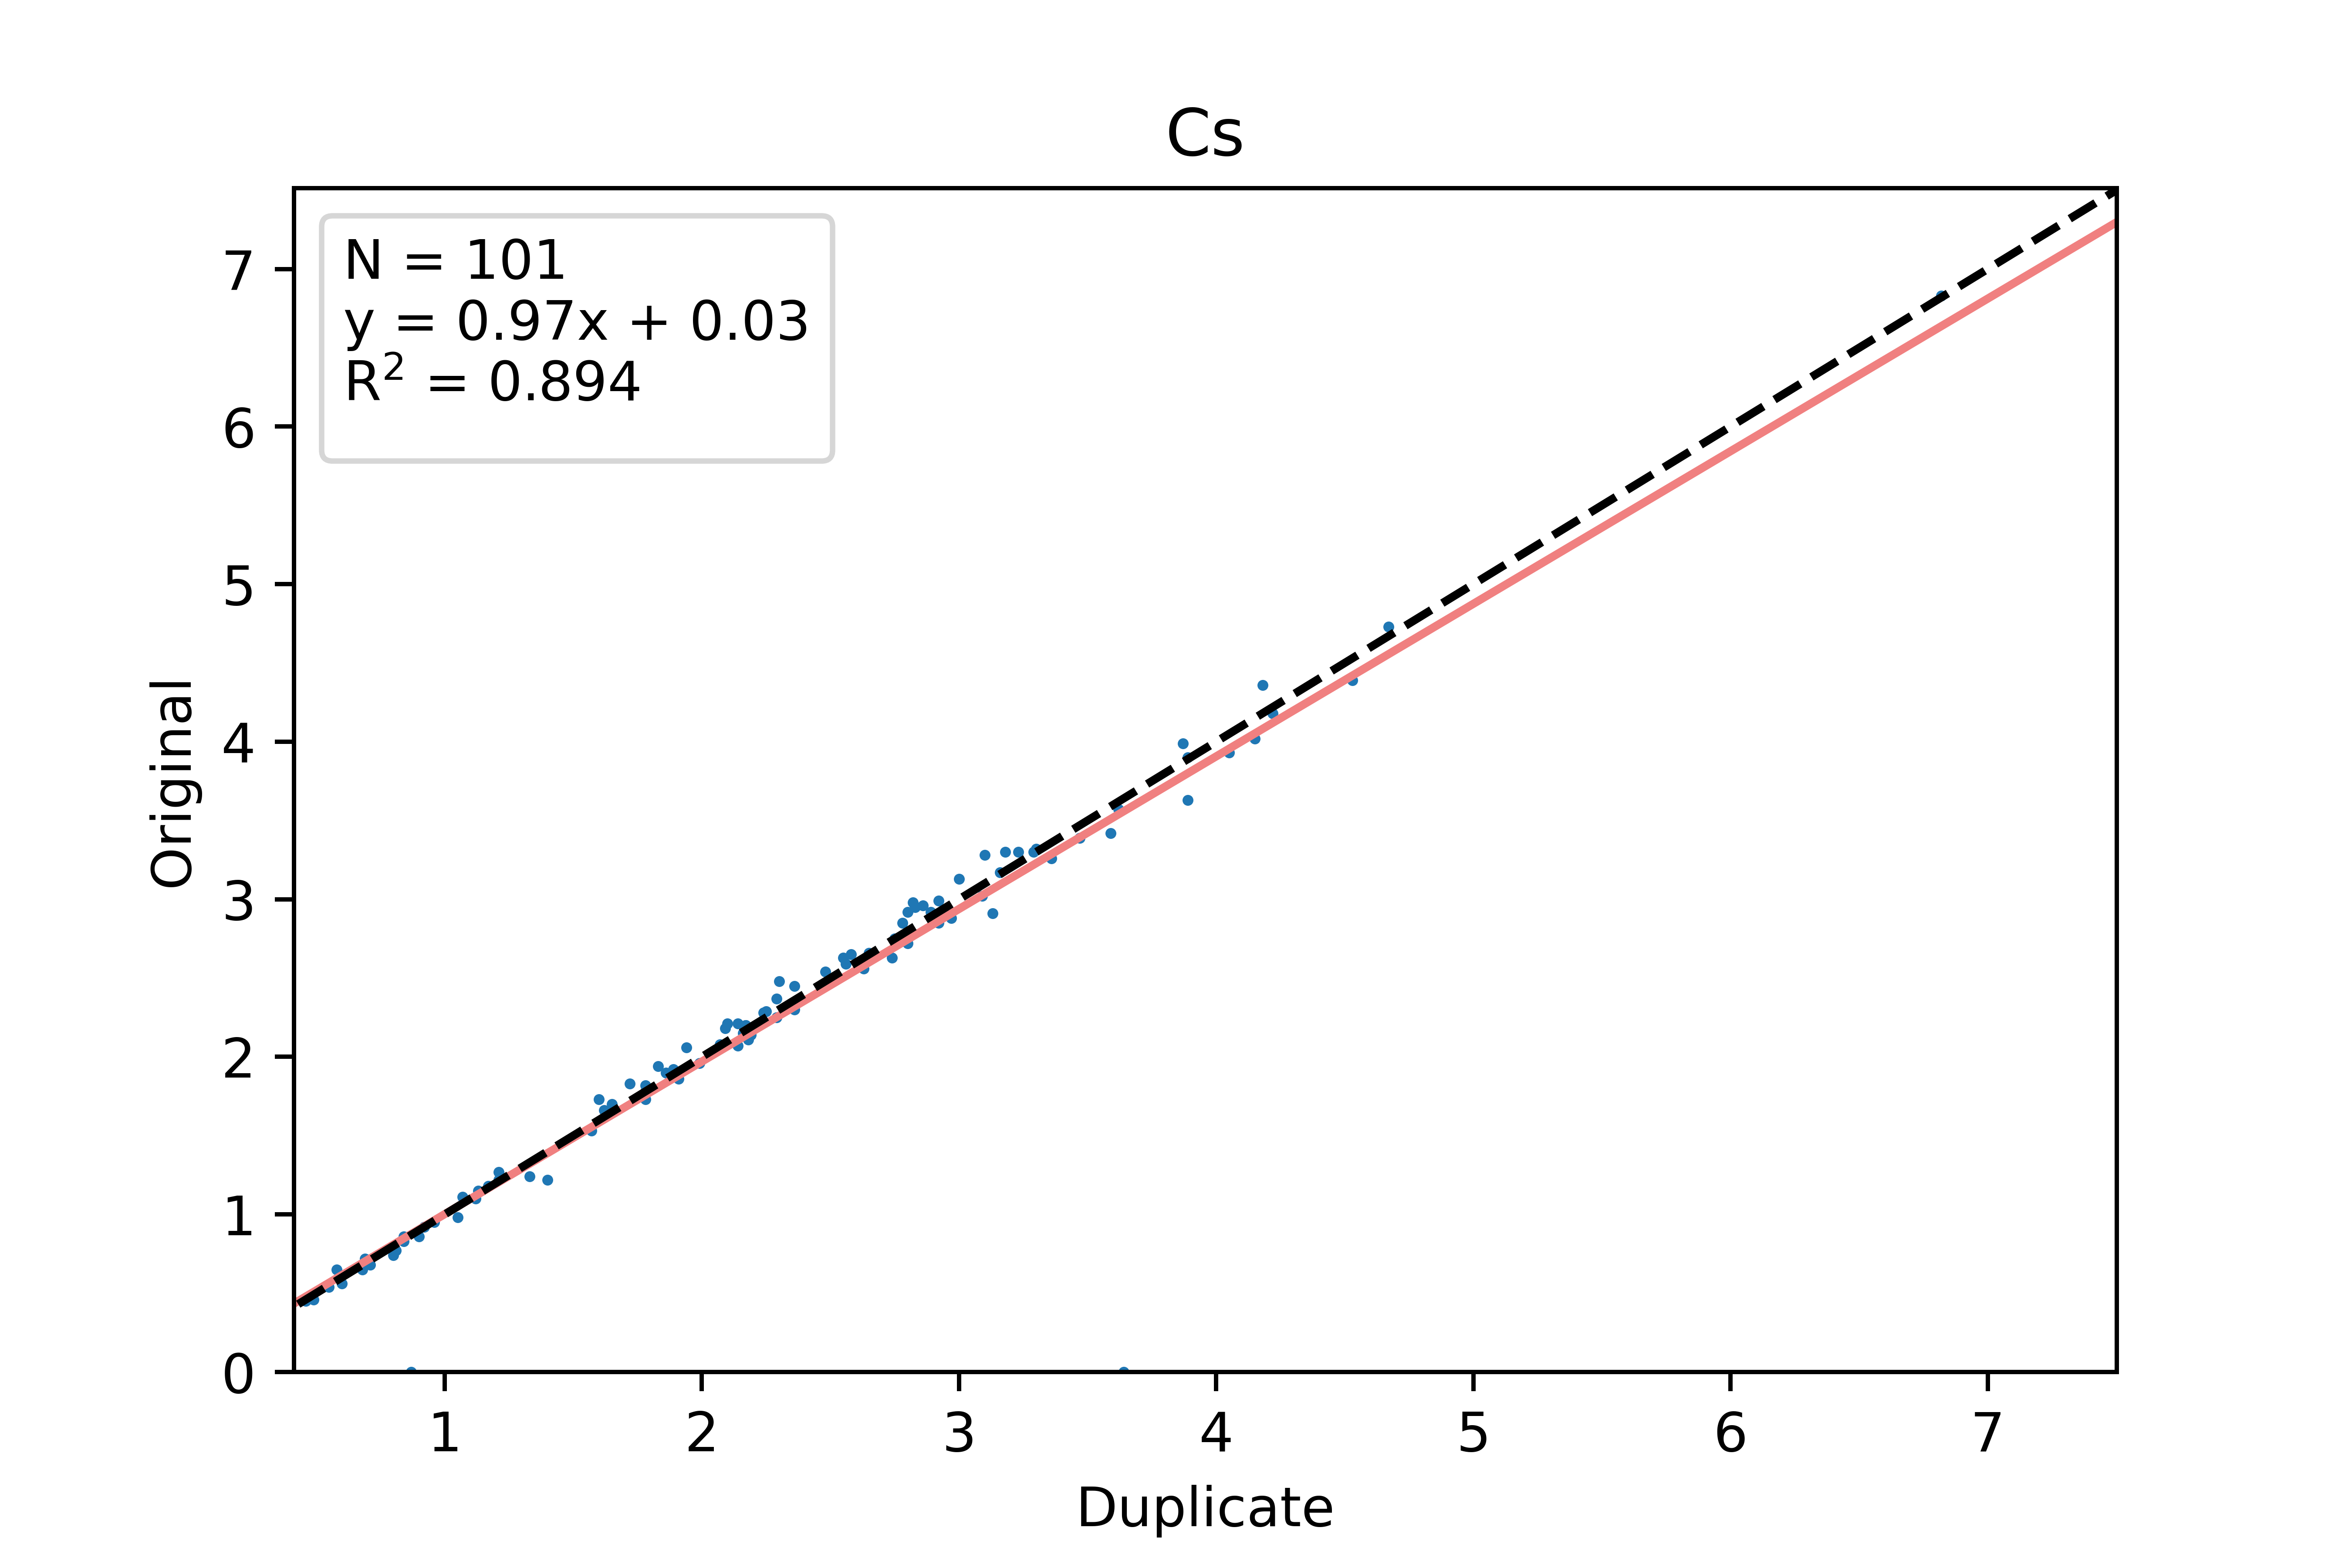 Cs
N = 101
y = 0.97x + 0.03
R² = 0.894
7
6
5
4
3
2
1
0
Original
1 2 3 4 5 6 7
Duplicate